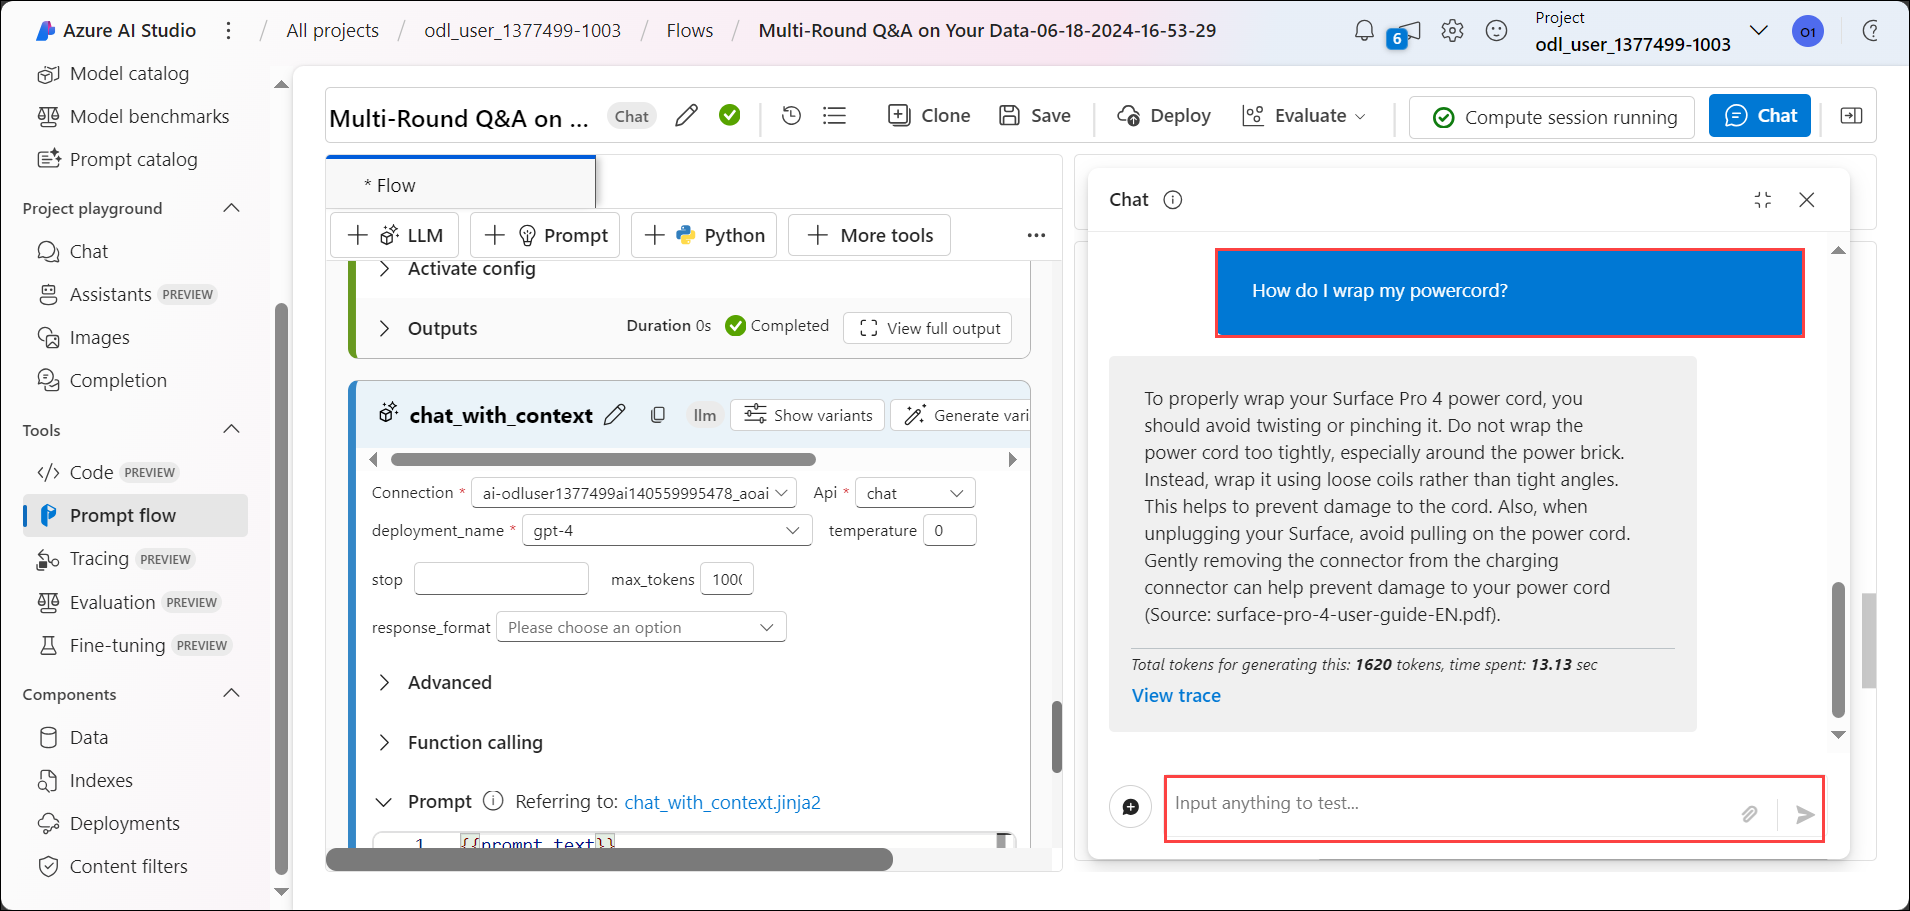 Azure AI Studio / All projects / odl_user_1377499-1003 / Flows / Multi-Round Q&A on Your Data-06-18-2024-16-53-29
6
Project
odl_user_1377499-1003
O1
Model catalog
Model benchmarks
Prompt catalog
Project playground
Chat
Assistants PREVIEW
Images
Completion
Tools
Code PREVIEW
Prompt flow
Tracing PREVIEW
Evaluation PREVIEW
Fine-tuning PREVIEW
Components
Data
Indexes
Deployments
Content filters
Multi-Round Q&A on ... Chat
Clone Save Deploy Evaluate Compute session running Chat
* Flow
LLM Prompt Python More tools
Activate config
Outputs Duration 0s Completed View full output
chat_with_context llm Show variants Generate vari
Connection * ai-odluser1377499ai140559995478_aoai Api * chat
deployment_name * gpt-4 temperature 0
stop max_tokens 1000
response_format Please choose an option
Advanced
Function calling
Prompt Referring to: chat_with_context.jinja2
1 {{prompt_text}}
Chat
How do I wrap my powercord?
To properly wrap your Surface Pro 4 power cord, you
should avoid twisting or pinching it. Do not wrap the
power cord too tightly, especially around the power brick.
Instead, wrap it using loose coils rather than tight angles.
This helps to prevent damage to the cord. Also, when
unplugging your Surface, avoid pulling on the power cord.
Gently removing the connector from the charging
connector can help prevent damage to your power cord
(Source: surface-pro-4-user-guide-EN.pdf).
Total tokens for generating this: 1620 tokens, time spent: 13.13 sec
View trace
Input anything to test...